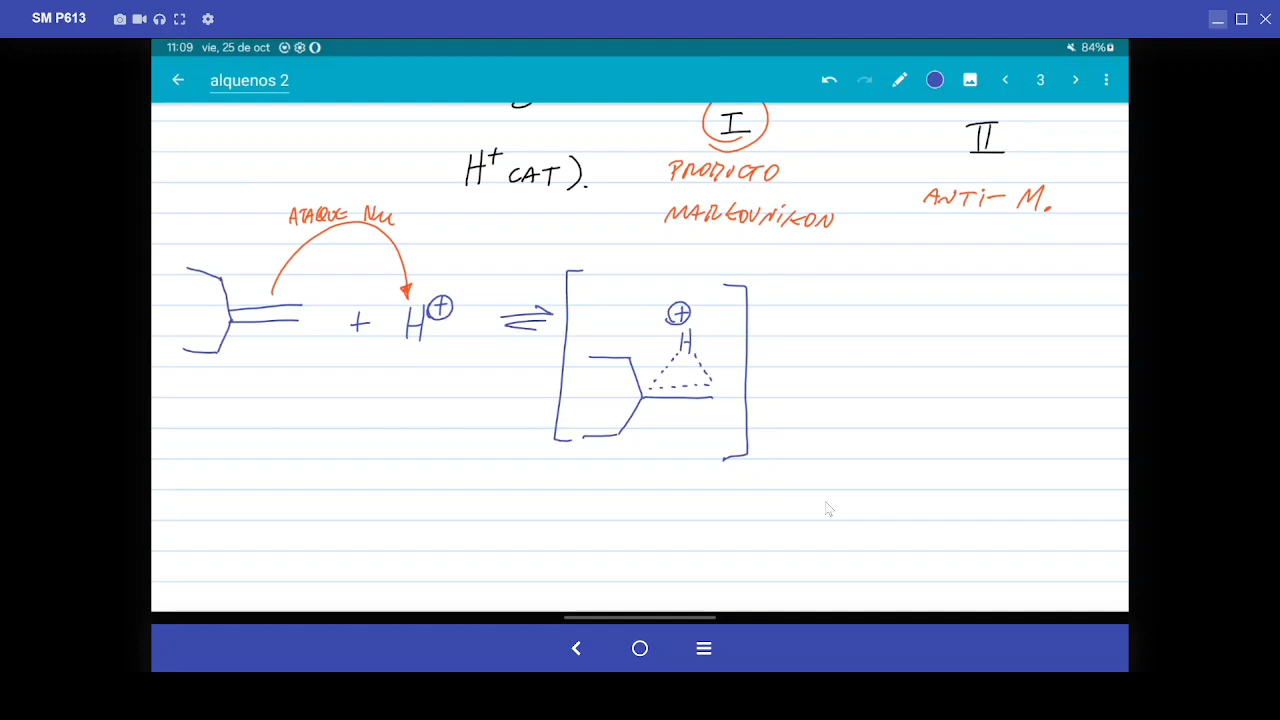 SM P613
11:09 vie, 25 de oct 84%
alquenos 2 3
I II
H+ CAT).
PRODUCTO
MARKOVNIKOV
ANTI-M.
ATAQUE Nu
+ H+ ⇌ [ + H ]